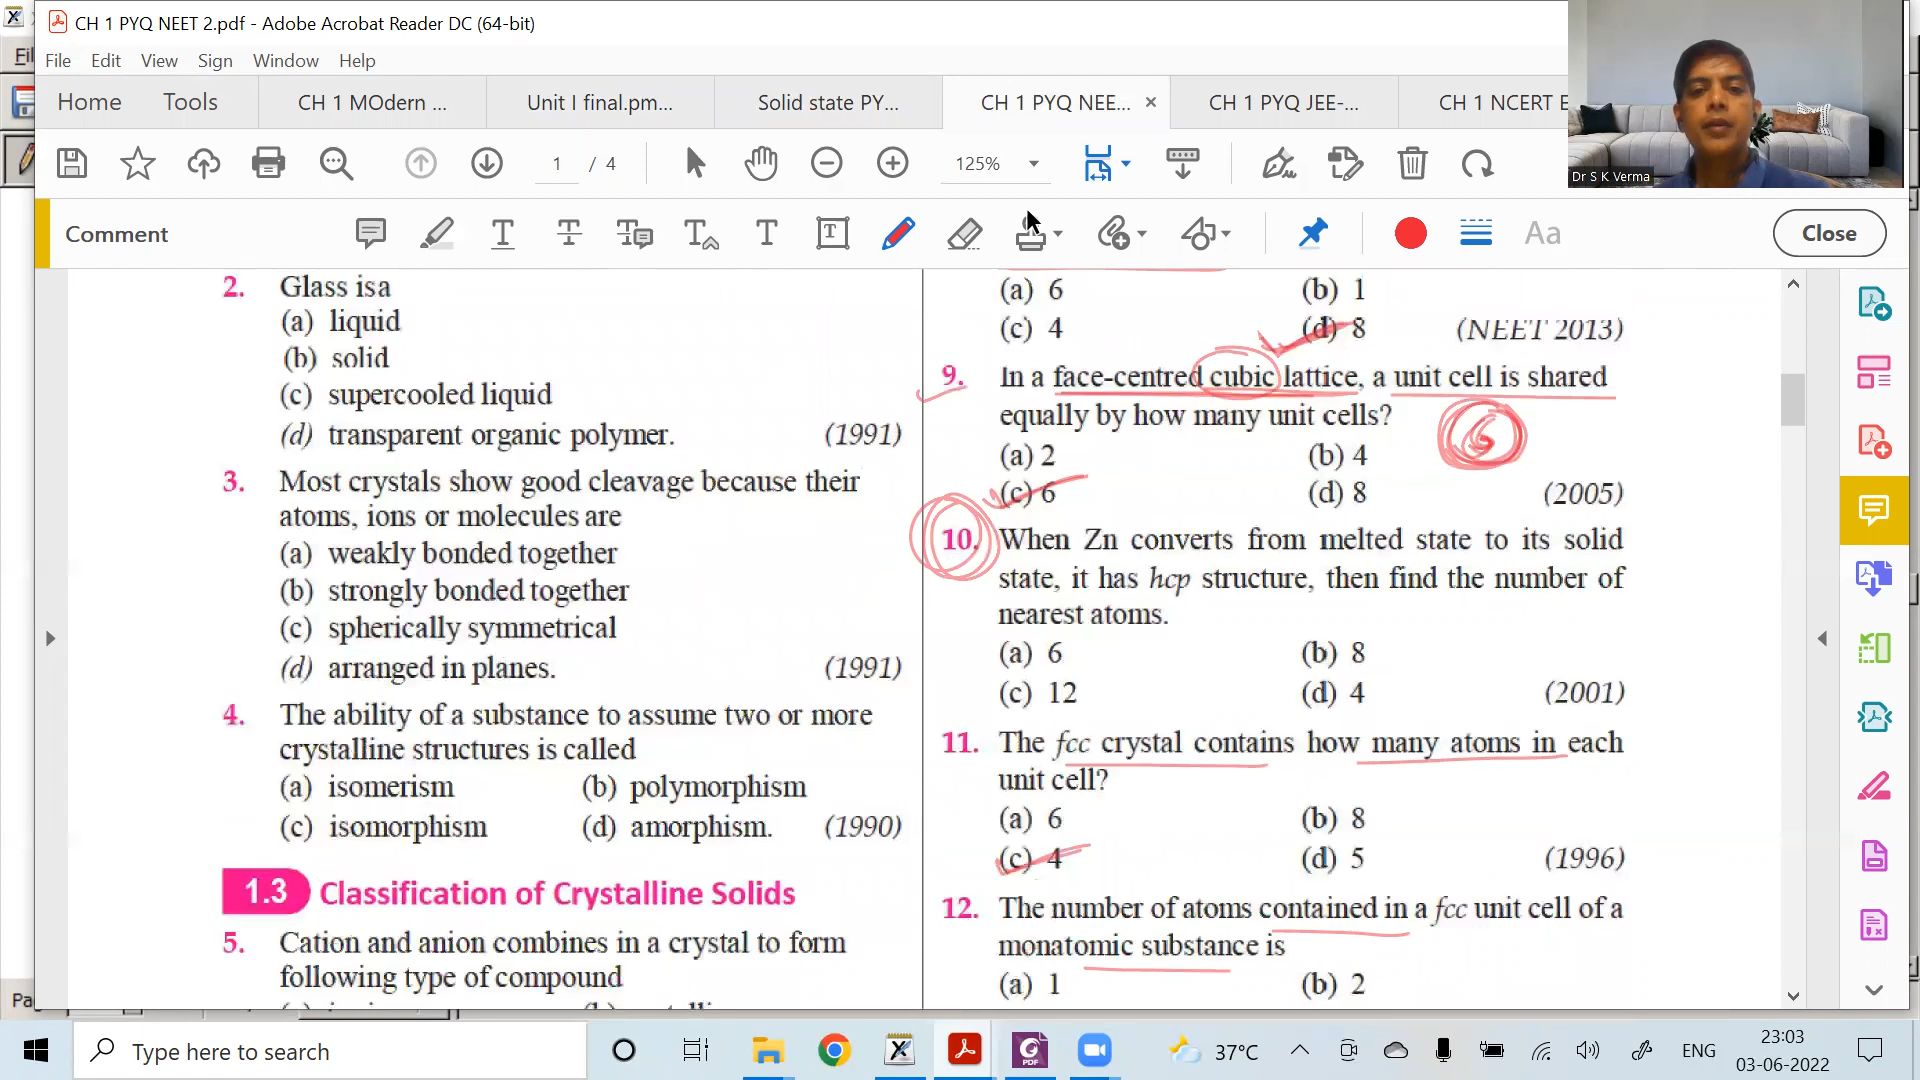 CH 1 PYQ NEET 2.pdf - Adobe Acrobat Reader DC (64-bit)
File Edit View Sign Window Help
Home Tools CH 1 MOdern ... Unit I final.pm... Solid state PY... CH 1 PYQ NEE... × CH 1 PYQ JEE-... CH 1 NCERT E
1 / 4 125%
Dr S K Verma
Comment Aa Close
2. Glass is a
(a) liquid
(b) solid
(c) supercooled liquid
(d) transparent organic polymer. (1991)
3. Most crystals show good cleavage because their
atoms, ions or molecules are
(a) weakly bonded together
(b) strongly bonded together
(c) spherically symmetrical
(d) arranged in planes. (1991)
4. The ability of a substance to assume two or more
crystalline structures is called
(a) isomerism (b) polymorphism
(c) isomorphism (d) amorphism. (1990)
1.3 Classification of Crystalline Solids
5. Cation and anion combines in a crystal to form
following type of compound
(a) 6 (b) 1
(c) 4 (d) 8 (NEET 2013)
9. In a face-centred cubic lattice, a unit cell is shared
equally by how many unit cells?
6
(a) 2 (b) 4
(c) 6 (d) 8 (2005)
10. When Zn converts from melted state to its solid
state, it has hcp structure, then find the number of
nearest atoms.
(a) 6 (b) 8
(c) 12 (d) 4 (2001)
11. The fcc crystal contains how many atoms in each
unit cell?
(a) 6 (b) 8
(c) 4 (d) 5 (1996)
12. The number of atoms contained in a fcc unit cell of a
monatomic substance is
(a) 1 (b) 2
Type here to search
37°C ENG 23:03
03-06-2022